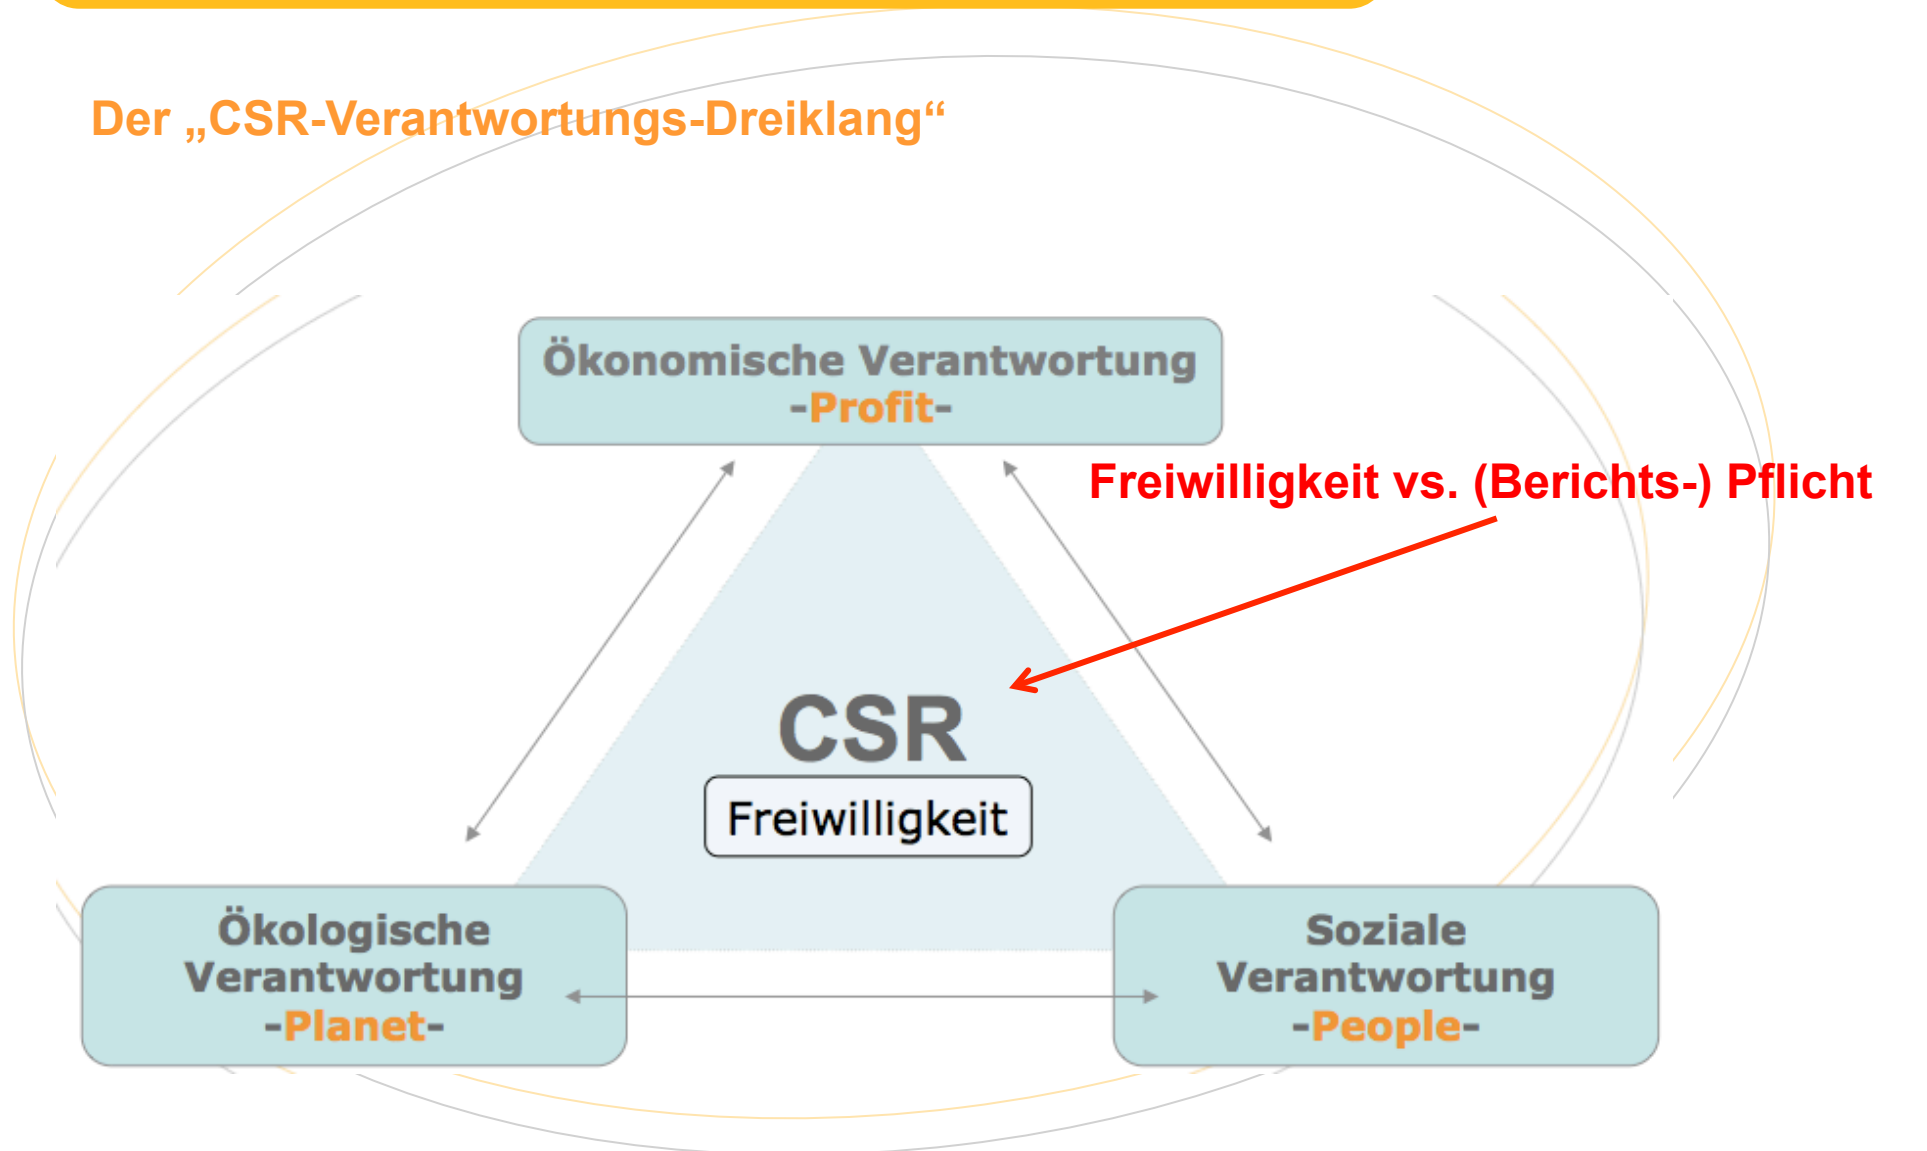 Der „CSR-Verantwortungs-Dreiklang“
Ökonomische Verantwortung
-Profit-
Freiwilligkeit vs. (Berichts-) Pflicht
CSR
Freiwilligkeit
Ökologische
Verantwortung
-Planet-
Soziale
Verantwortung
-People-